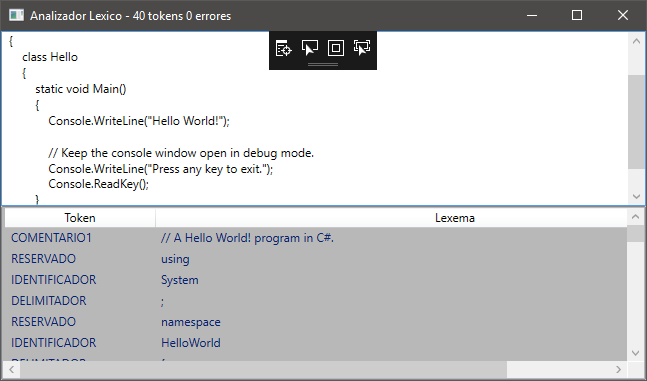 Analizador Lexico - 40 tokens 0 errores
{
class Hello
{
static void Main()
{
Console.WriteLine("Hello World!");
// Keep the console window open in debug mode.
Console.WriteLine("Press any key to exit.");
Console.ReadKey();
}
Token Lexema
COMENTARIO1 // A Hello World! program in C#.
RESERVADO using
IDENTIFICADOR System
DELIMITADOR ;
RESERVADO namespace
IDENTIFICADOR HelloWorld
DELIMITADOR {